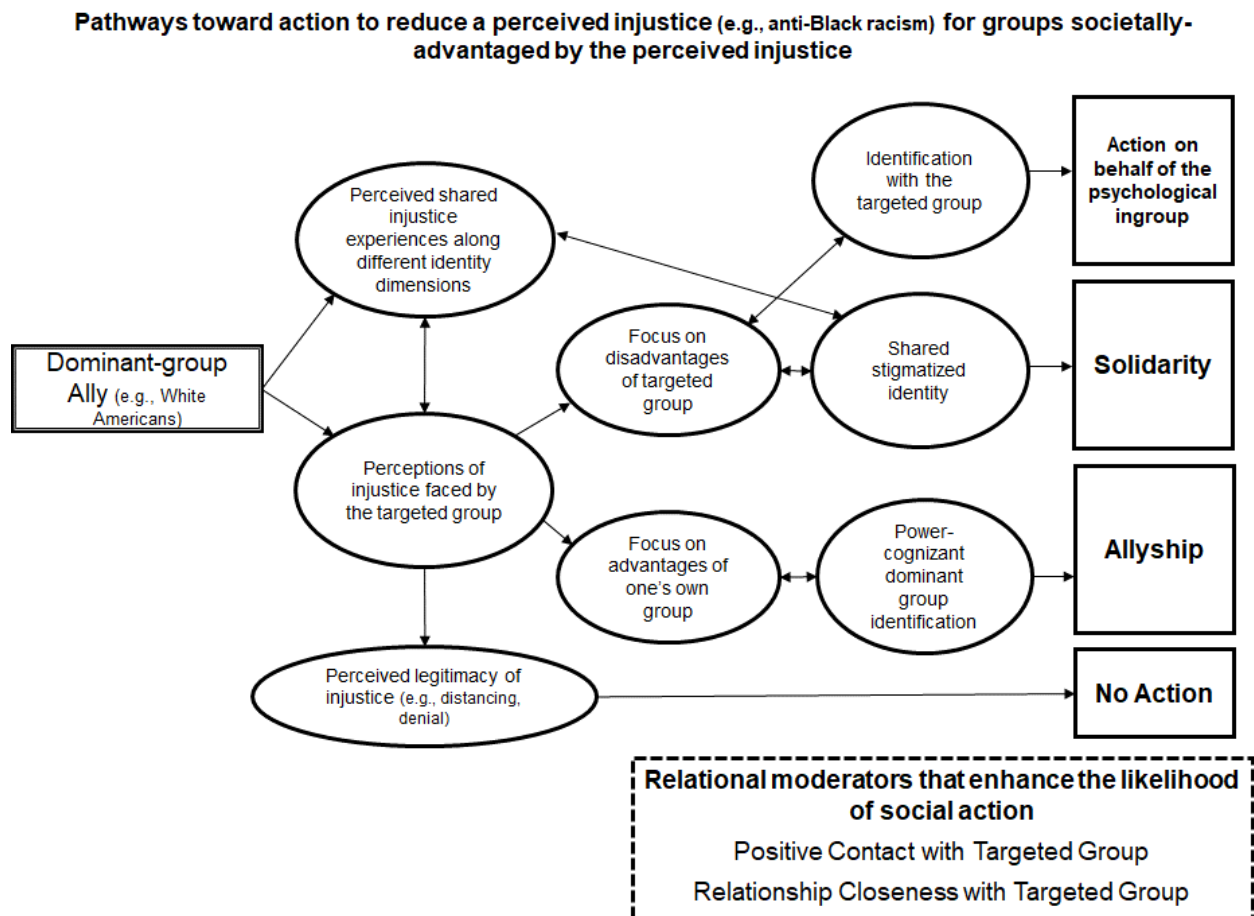 Pathways toward action to reduce a perceived injustice (e.g., anti-Black racism) for groups societally-
advantaged by the perceived injustice
Dominant-group
Ally (e.g., White
Americans)
Perceived shared
injustice
experiences along
different identity
dimensions
Perceptions of
injustice faced by
the targeted group
Perceived legitimacy of
injustice (e.g., distancing,
denial)
Focus on
disadvantages
of targeted
group
Focus on
advantages of
one's own
group
Identification
with the
targeted group
Shared
stigmatized
identity
Power-
cognizant
dominant
group
identification
Action on
behalf of the
psychological
ingroup
Solidarity
Allyship
No Action
Relational moderators that enhance the likelihood
of social action
Positive Contact with Targeted Group
Relationship Closeness with Targeted Group